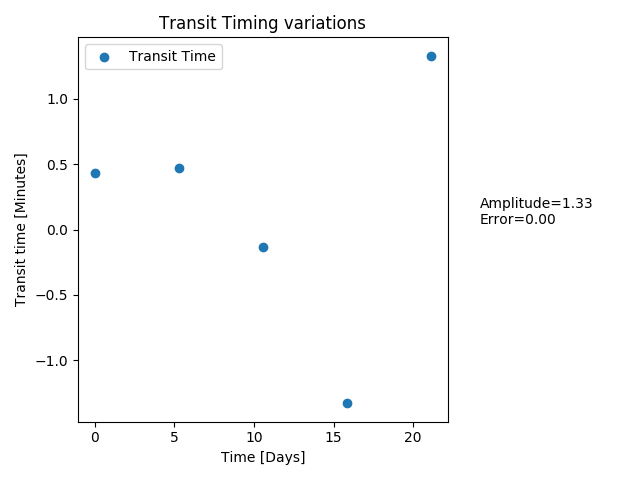 Transit Timing variations
Transit Time
Transit time [Minutes]
1.0
0.5
0.0
−0.5
−1.0
0
5
10
15
20
Time [Days]
Amplitude=1.33
Error=0.00